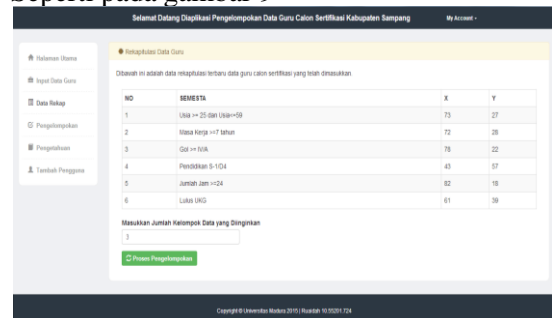 Seperti pada gambar 9
Selamat Datang Diaplikasi Pengelompokan Data Guru Calon Sertifikasi Kabupaten Sampang
My Account
Halaman Utama
Input Data Guru
Data Rekap
Pengelompokan
Pengetahuan
Tambah Pengguna
Rekapitulas Data Guru
Dibawah ini adalah data rekapitulasi terbaru data guru calon sertifikasi yang telah dimasukkan.
NO SEMESTA X Y
1 Usia >= 25 dan Usia<=59 73 27
2 Masa Kerja >=7 tahun 72 28
3 Gol >= IV/A 78 22
4 Pendidikan S-1/D4 43 57
5 Jumlah Jam >=24 82 18
6 Lulus UKG 61 39
Masukkan Jumlah Kelompok Data yang Diinginkan
3
Proses Pengelompokan
Copyright © Universitas Madura 2015 | Ruaidah 10.55201.724